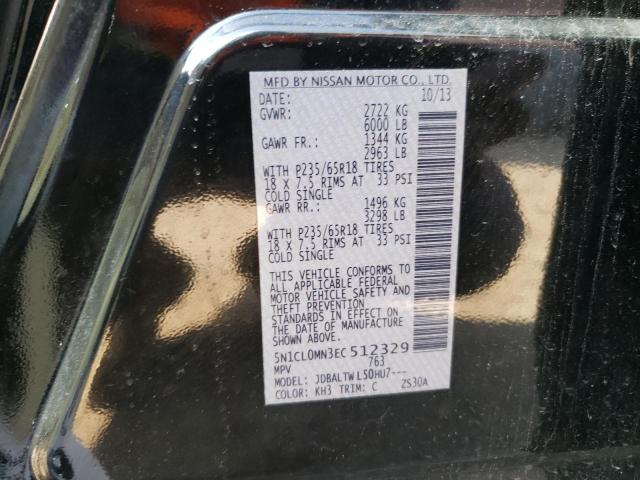 MFD BY NISSAN MOTOR CO., LTD.
DATE: 10/13
GVWR: 2722 KG
6000 LB
GAWR FR.: 1344 KG
2963 LB
WITH P235/65R18 TIRES
18 X 7.5 RIMS AT 33 PSI
COLD SINGLE
GAWR RR.: 1496 KG
3298 LB
WITH P235/65R18 TIRES
18 X 7.5 RIMS AT 33 PSI
COLD SINGLE
THIS VEHICLE CONFORMS TO
ALL APPLICABLE FEDERAL
MOTOR VEHICLE SAFETY AND
THEFT PREVENTION
STANDARDS IN EFFECT ON
THE DATE OF MANUFACTURE
SHOWN ABOVE.
5N1CL0MN3EC512329
MPV 763
MODEL: JDBALTWL50HU7---
COLOR: KH3 TRIM: C ZS30A